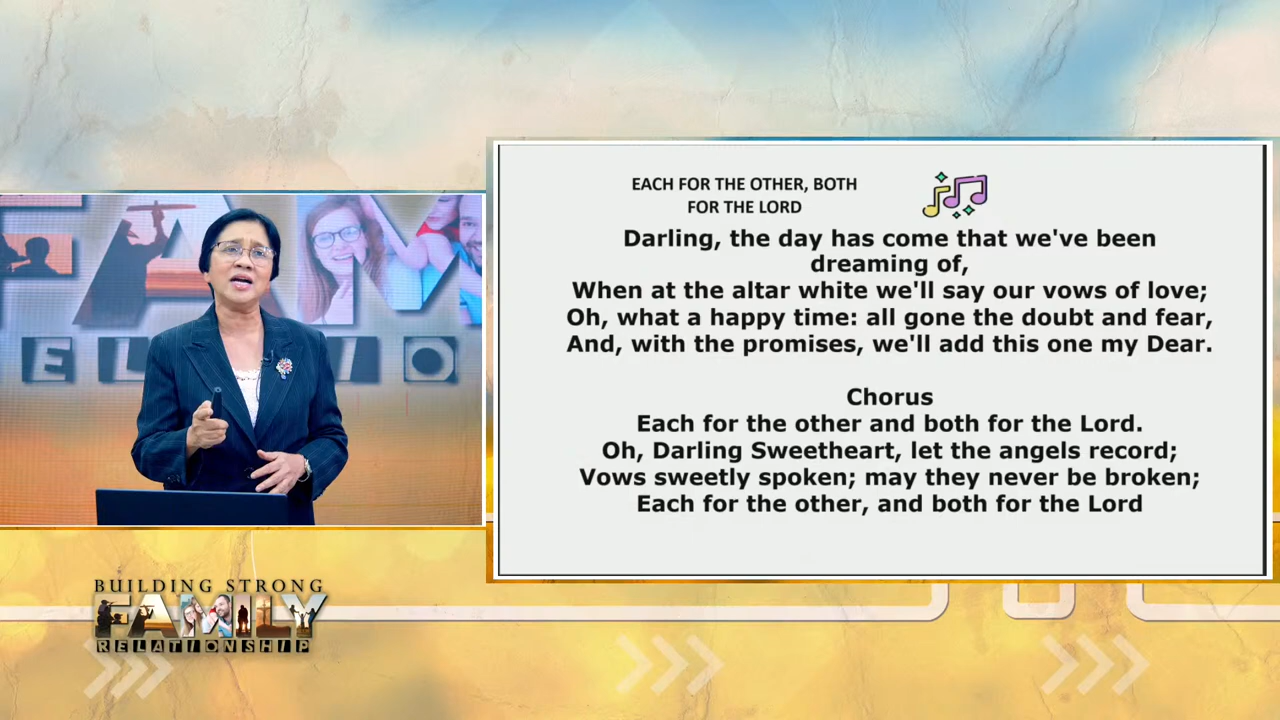 EACH FOR THE OTHER, BOTH
FOR THE LORD
Darling, the day has come that we've been
dreaming of,
When at the altar white we'll say our vows of love;
Oh, what a happy time: all gone the doubt and fear,
And, with the promises, we'll add this one my Dear.
Chorus
Each for the other and both for the Lord.
Oh, Darling Sweetheart, let the angels record;
Vows sweetly spoken; may they never be broken;
Each for the other, and both for the Lord
BUILDING STRONG
FAMILY
RELATIONSHIP